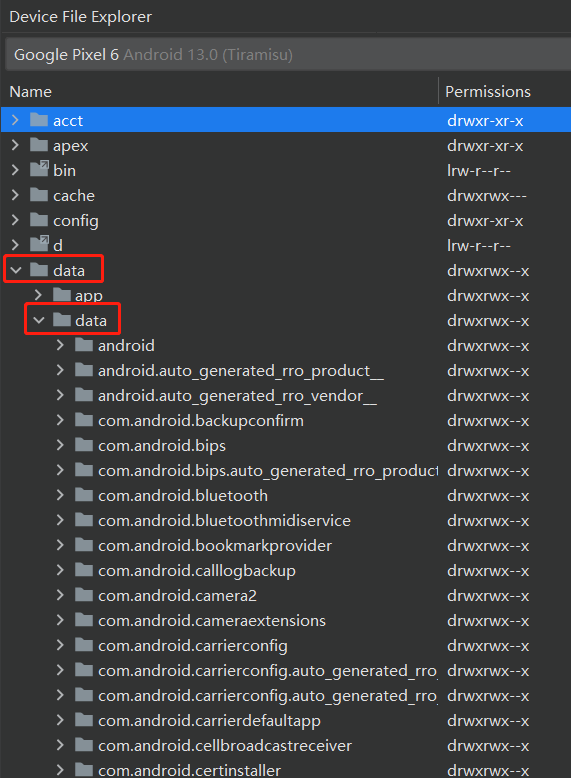 Device File Explorer
Google Pixel 6 Android 13.0 (Tiramisu)
Name Permissions
acct drwxr-xr-x
apex drwxr-xr-x
bin lrw-r--r--
cache drwxrwx---
config drwxr-xr-x
d lrw-r--r--
data drwxrwx--x
app drwxrwx--x
data drwxrwx--x
android drwxrwx--x
android.auto_generated_rro_product__ drwxrwx--x
android.auto_generated_rro_vendor__ drwxrwx--x
com.android.backupconfirm drwxrwx--x
com.android.bips drwxrwx--x
com.android.bips.auto_generated_rro_product drwxrwx--x
com.android.bluetooth drwxrwx--x
com.android.bluetoothmidiservice drwxrwx--x
com.android.bookmarkprovider drwxrwx--x
com.android.calllogbackup drwxrwx--x
com.android.camera2 drwxrwx--x
com.android.cameraextensions drwxrwx--x
com.android.carrierconfig drwxrwx--x
com.android.carrierconfig.auto_generated_rro_ drwxrwx--x
com.android.carrierconfig.auto_generated_rro_ drwxrwx--x
com.android.carrierdefaultapp drwxrwx--x
com.android.cellbroadcastreceiver drwxrwx--x
com.android.certinstaller drwxrwx--x